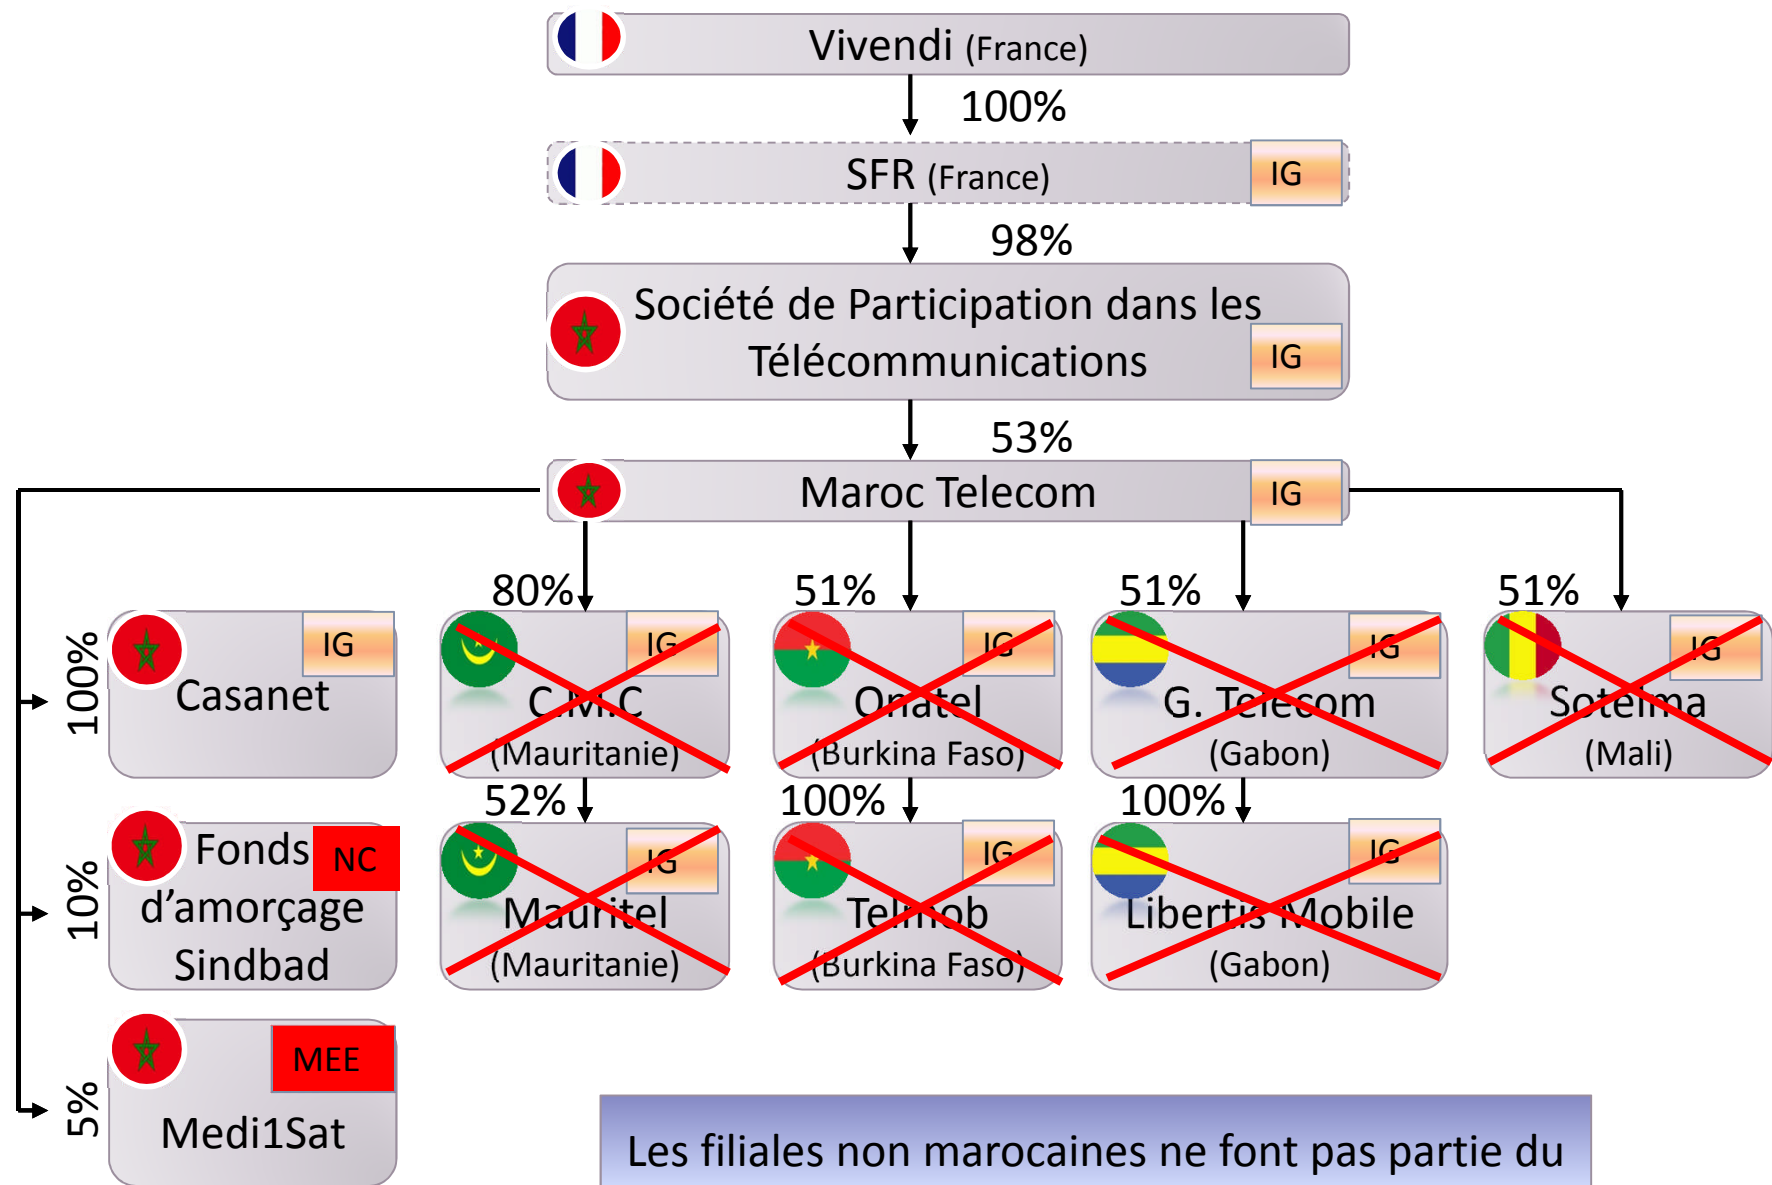 Vivendi (France)
100%
SFR (France)
IG
98%
Société de Participation dans les
Télécommunications
IG
53%
Maroc Telecom
IG
80%
51%
51%
51%
100%
IG
Casanet
IG
C.M.C
(Mauritanie)
IG
Onatel
(Burkina Faso)
IG
G. Telecom
(Gabon)
IG
Sotelma
(Mali)
52%
100%
100%
10%
Fonds
NC
d'amorçage
Sindbad
IG
Mauritel
(Mauritanie)
IG
Telmob
(Burkina Faso)
IG
Libertis Mobile
(Gabon)
5%
MEE
Medi1Sat
Les filiales non marocaines ne font pas partie du